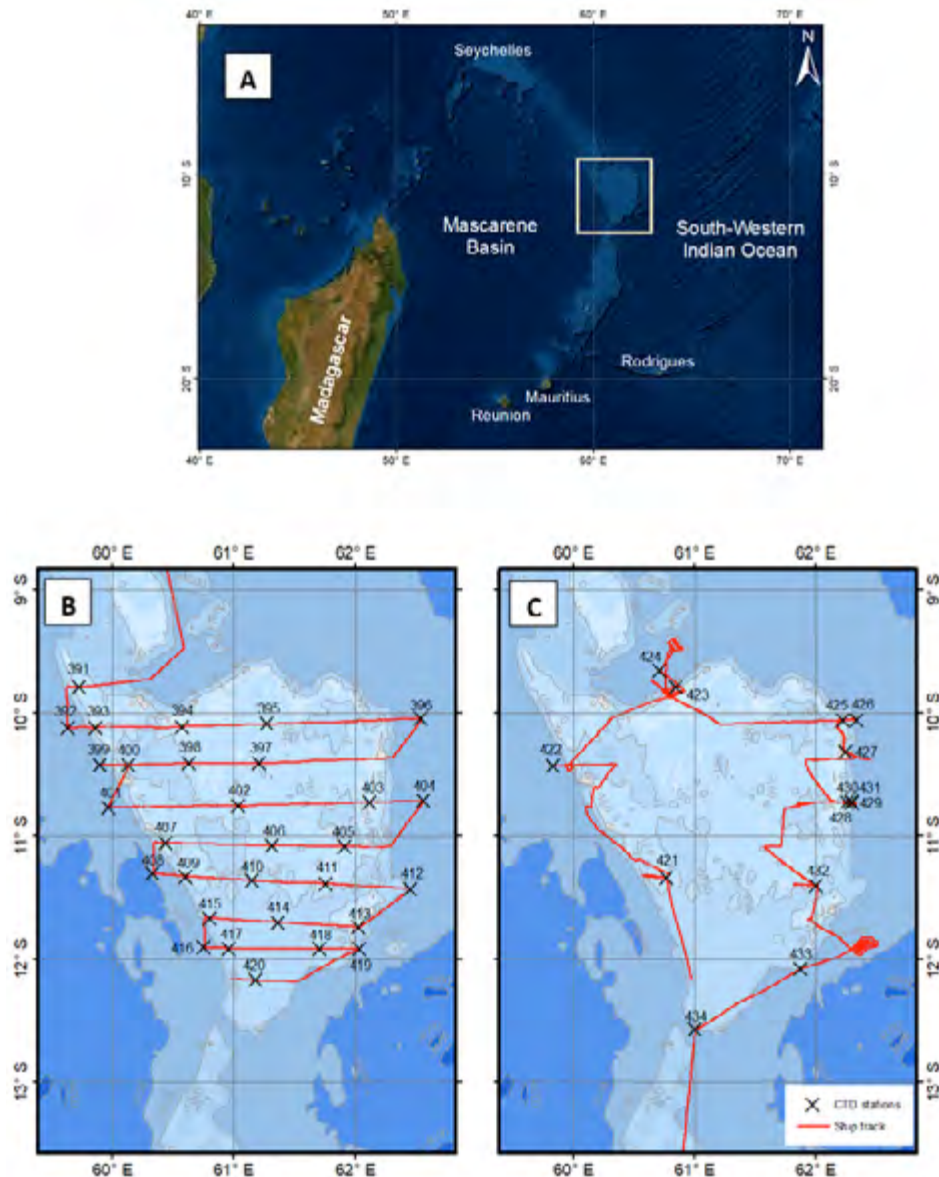 40° E 50° E 60° E 70° E
Seychelles
N
A
10° S 10° S
Mascarene
Basin
South-Western
Indian Ocean
Madagascar
Rodrigues
20° S 20° S
Mauritius
Reunion
40° E 50° E 60° E 70° E
60° E 61° E 62° E
B
9° S
391
10° S
392 393 394 395 396
399 400 398 397
401 402 403 404
11° S
407 406 405
408 409 410 411 412
415 414 413
416 417 418 419
12° S
420
13° S
60° E 61° E 62° E
60° E 61° E 62° E
C
9° S
424
423
10° S
425 426
422
427
430 431
429
428
11° S
421
432
12° S
433
434
13° S
CTD stations
Ship track
60° E 61° E 62° E